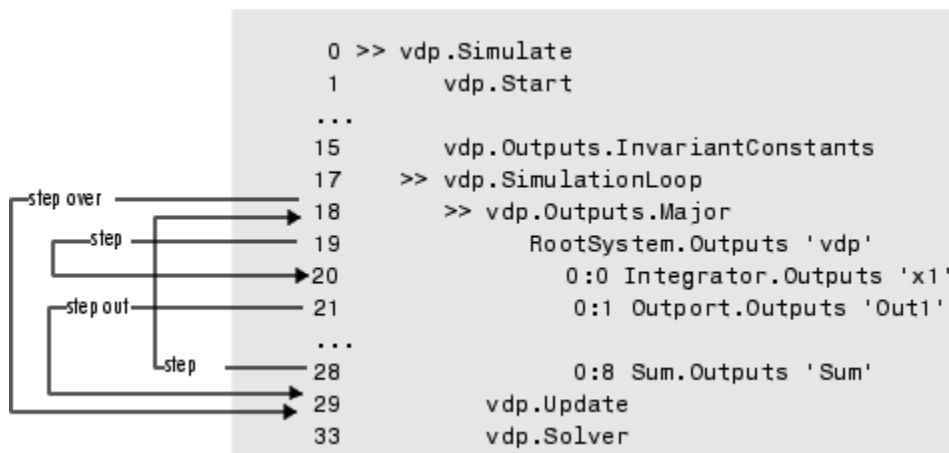 0 >> vdp.Simulate
1 vdp.Start
...
15 vdp.Outputs.InvariantConstants
17 >> vdp.SimulationLoop
step over
18 >> vdp.Outputs.Major
step
19 RootSystem.Outputs 'vdp'
20 0:0 Integrator.Outputs 'x1'
step out
21 0:1 Outport.Outputs 'Out1'
...
step
28 0:8 Sum.Outputs 'Sum'
29 vdp.Update
33 vdp.Solver